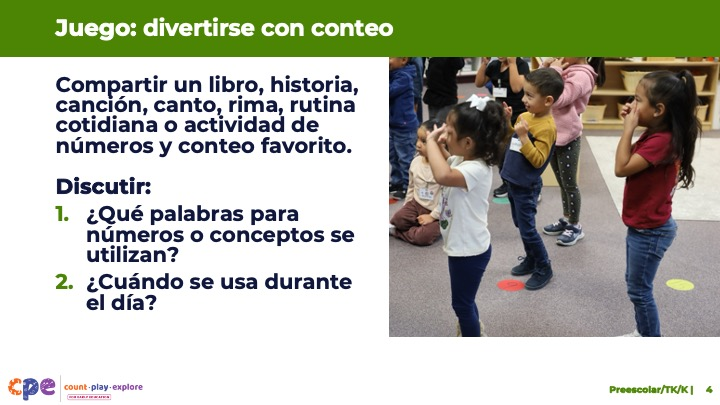 Juego: divertirse con conteo
Compartir un libro, historia,
canción, canto, rima, rutina
cotidiana o actividad de
números y conteo favorito.
Discutir:
1. ¿Qué palabras para
números o conceptos se
utilizan?
2. ¿Cuándo se usa durante
el día?
cpe count·play·explore
Preescolar/TK/K | 4